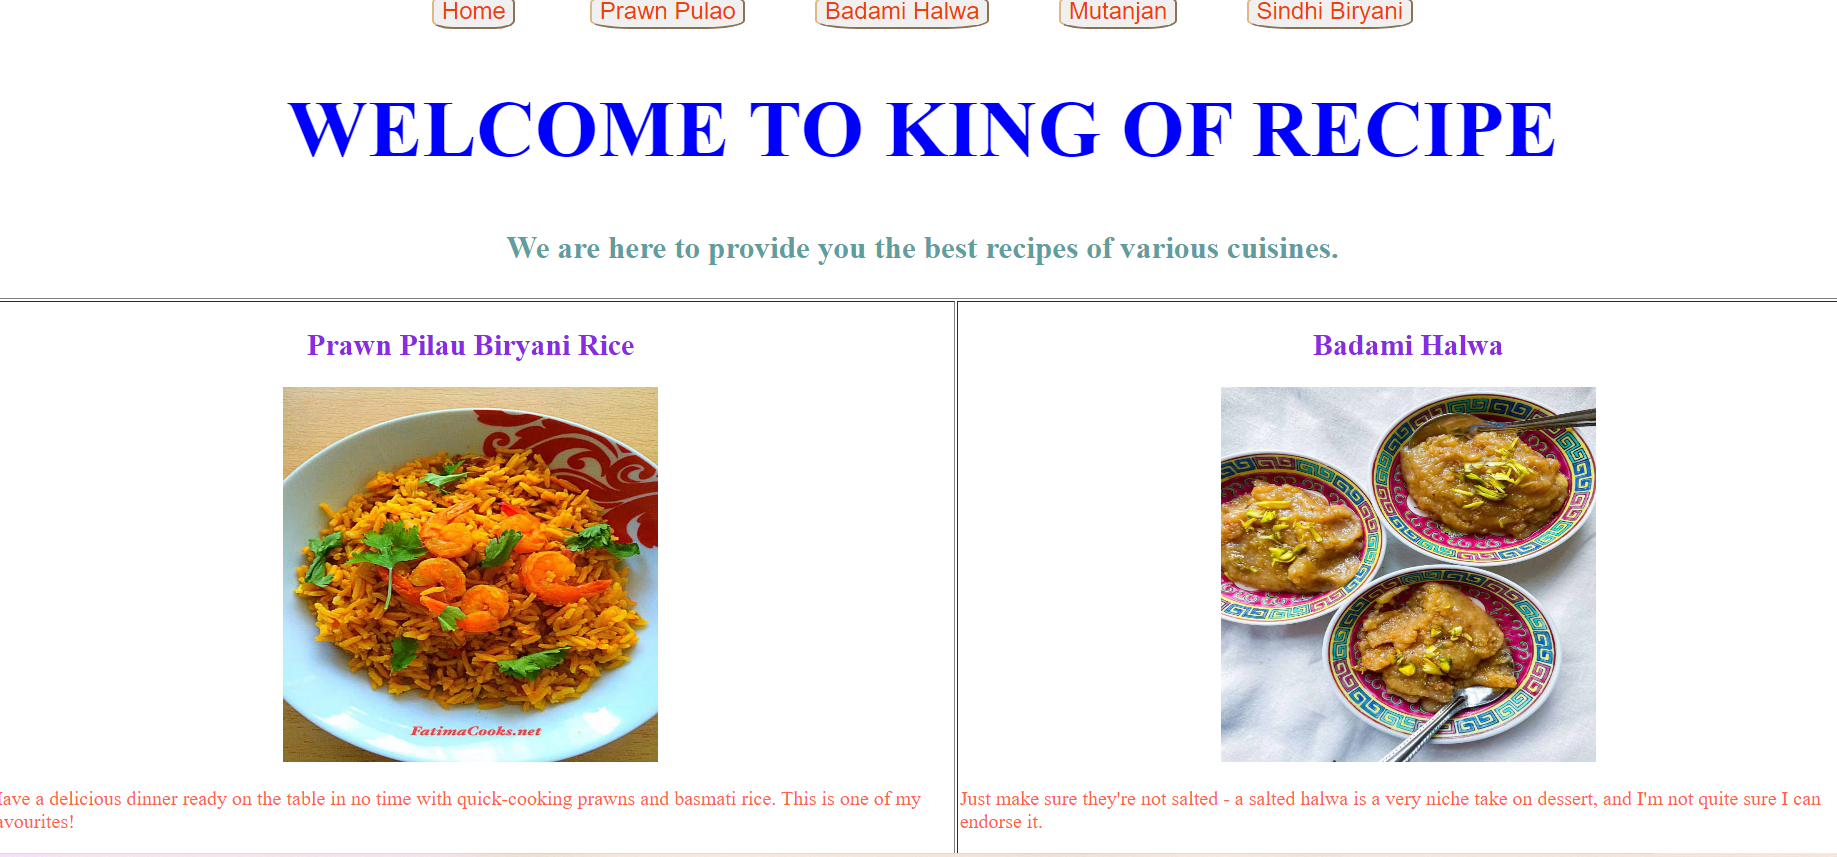 Home Prawn Pulao Badami Halwa Mutanjan Sindhi Biryani
WELCOME TO KING OF RECIPE
We are here to provide you the best recipes of various cuisines.
Prawn Pilau Biryani Rice
FatimaCooks.net
a delicious dinner ready on the table in no time with quick-cooking prawns and basmati rice. This is one of my
Badami Halwa
Just make sure they're not salted - a salted halwa is a very niche take on dessert, and I'm not quite sure I can
endorse it.